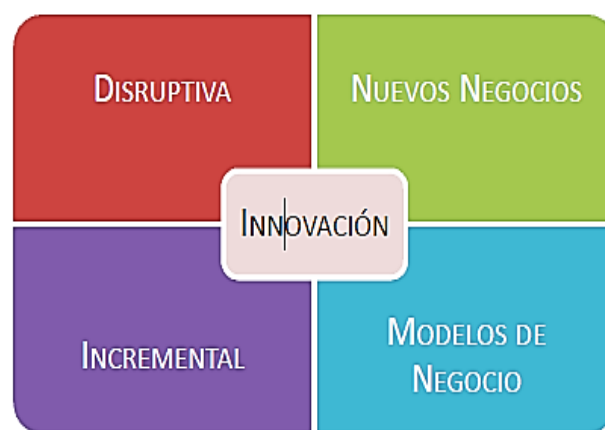 Disruptiva
Nuevos Negocios
Innovación
Incremental
Modelos de
Negocio